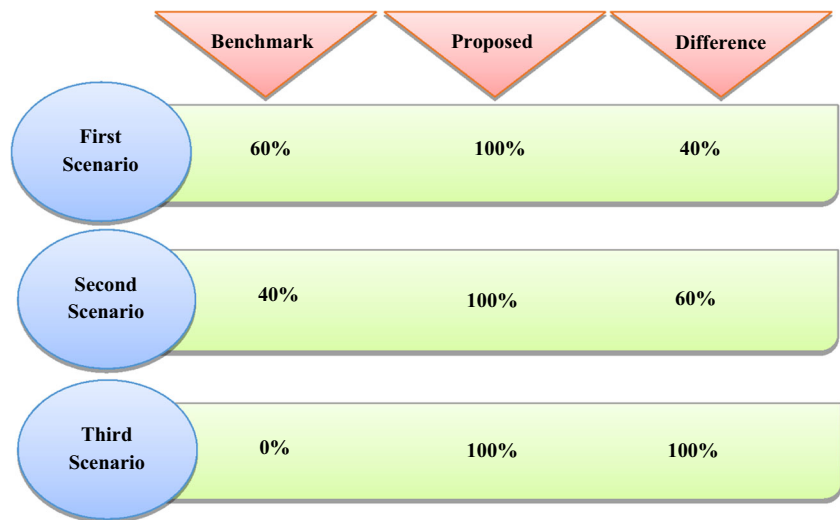 Benchmark Proposed Difference
First
Scenario
60% 100% 40%
Second
Scenario
40% 100% 60%
Third
Scenario
0% 100% 100%